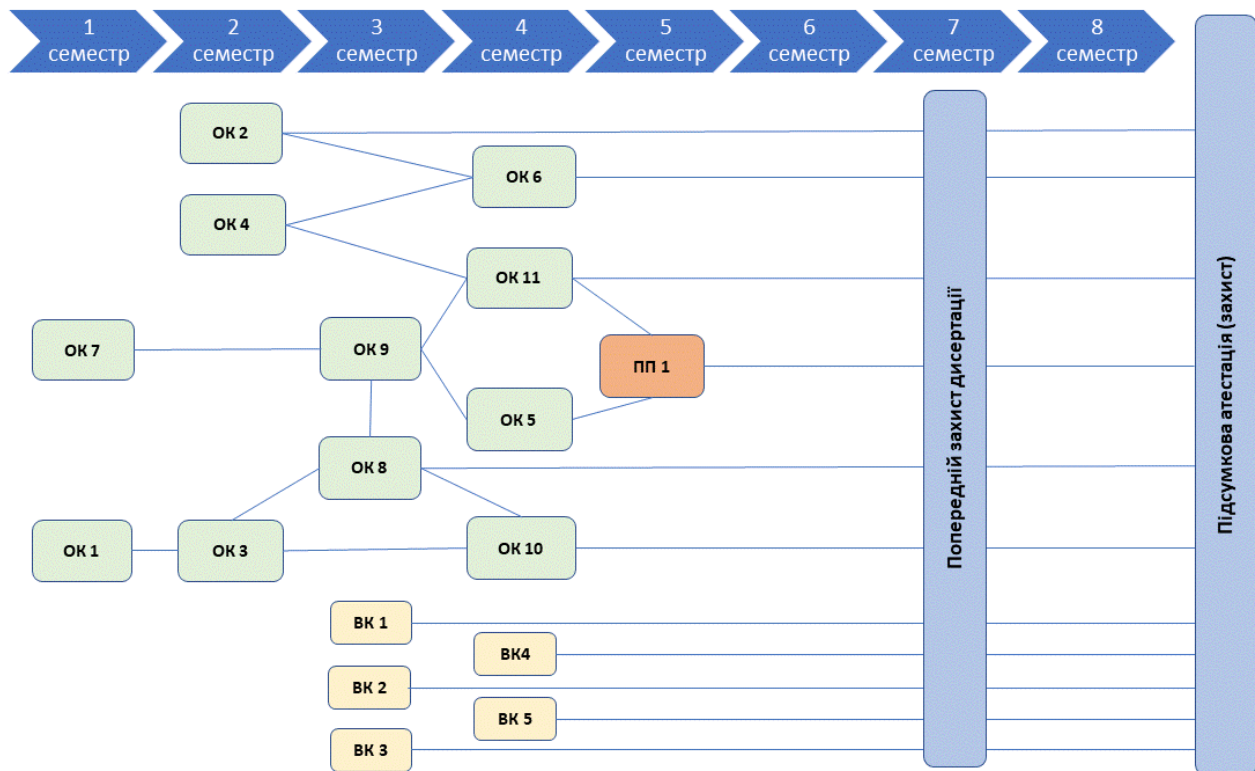 1
семестр
2
семестр
3
семестр
4
семестр
5
семестр
6
семестр
7
семестр
8
семестр
ОК 2
ОК 6
ОК 4
ОК 11
ОК 7
ОК 9
ПП 1
ОК 5
ОК 8
ОК 1
ОК 3
ОК 10
ВК 1
ВК4
ВК 2
ВК 5
ВК 3
Попередній захист дисертації
Підсумкова атестація (захист)